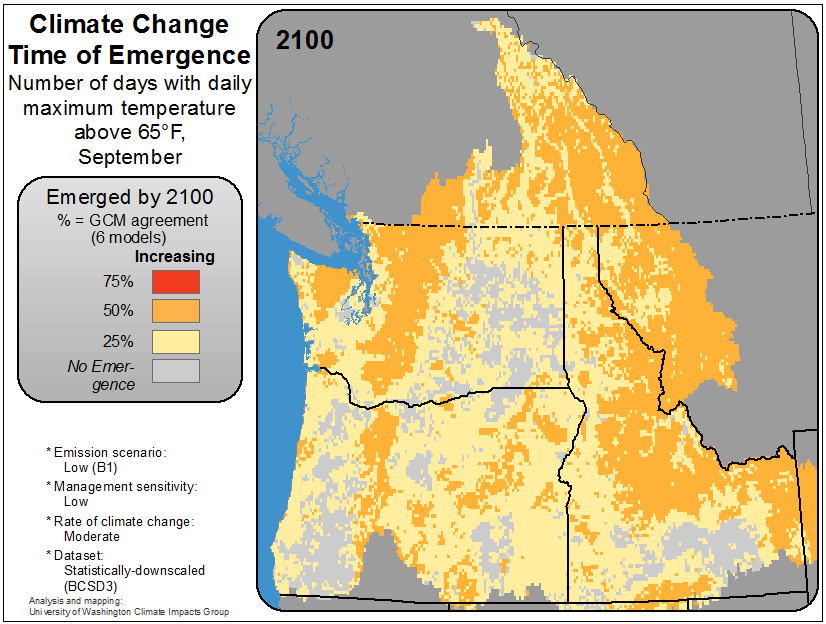 Climate Change
Time of Emergence
Number of days with daily
maximum temperature
above 65°F,
September
2100
Emerged by 2100
% = GCM agreement
(6 models)
Increasing
75%
50%
25%
No Emer-
gence
* Emission scenario:
Low (B1)
* Management sensitivity:
Low
* Rate of climate change:
Moderate
* Dataset:
Statistically-downscaled
(BCSD3)
Analysis and mapping:
University of Washington Climate Impacts Group